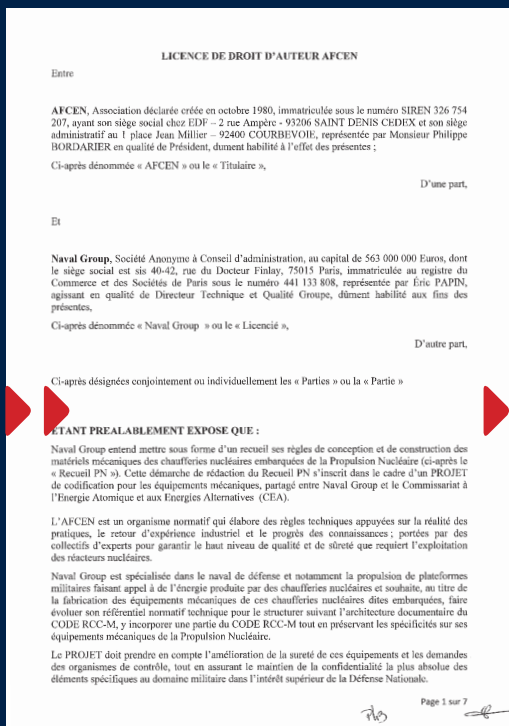 LICENCE DE DROIT D'AUTEUR AFCEN
Entre
AFCEN, Association déclarée créée en octobre 1980, immatriculée sous le numéro SIREN 326 754
207, ayant son siège social chez EDF – 2 rue Ampère - 93206 SAINT DENIS CEDEX et son siège
administratif au 1 place Jean Millier – 92400 COURBEVOIE, représentée par Monsieur Philippe
BORDARIER en qualité de Président, dument habilité à l'effet des présentes ;
Ci-après dénommée « AFCEN » ou le « Titulaire »,
D'une part,
Et
Naval Group, Société Anonyme à Conseil d'administration, au capital de 563 000 000 Euros, dont
le siège social est sis 40-42, rue du Docteur Finlay, 75015 Paris, immatriculée au registre du
Commerce et des Sociétés de Paris sous le numéro 441 133 808, représentée par Éric PAPIN,
agissant en qualité de Directeur Technique et Qualité Groupe, dûment habilité aux fins des
présentes,
Ci-après dénommée « Naval Group » ou le « Licencié »,
D'autre part,
Ci-après désignées conjointement ou individuellement les « Parties » ou la « Partie »
ETANT PREALABLEMENT EXPOSE QUE :
Naval Group entend mettre sous forme d'un recueil ses règles de conception et de construction des
matériels mécaniques des chaufferies nucléaires embarquées de la Propulsion Nucléaire (ci-après le
« Recueil PN »). Cette démarche de rédaction du Recueil PN s'inscrit dans le cadre d'un PROJET
de codification pour les équipements mécaniques, partagé entre Naval Group et le Commissariat à
l'Energie Atomique et aux Energies Alternatives (CEA).
L'AFCEN est un organisme normatif qui élabore des règles techniques appuyées sur la réalité des
pratiques, le retour d'expérience industriel et le progrès des connaissances ; portées par des
collectifs d'experts pour garantir le haut niveau de qualité et de sûreté que requiert l'exploitation
des réacteurs nucléaires.
Naval Group est spécialisée dans le naval de défense et notamment la propulsion de plateformes
militaires faisant appel à de l'énergie produite par des chaufferies nucléaires et souhaite, au titre de
la fabrication des équipements mécaniques de ces chaufferies nucléaires dites embarquées, faire
évoluer son référentiel normatif technique pour le structurer suivant l'architecture documentaire du
CODE RCC-M, y incorporer une partie du CODE RCC-M tout en préservant les spécificités sur ses
équipements mécaniques de la Propulsion Nucléaire.
Le PROJET doit prendre en compte l'amélioration de la sureté de ces équipements et les demandes
des organismes de contrôle, tout en assurant le maintien de la confidentialité la plus absolue des
éléments spécifiques au domaine militaire dans l'intérêt supérieur de la Défense Nationale.
Page 1 sur 7